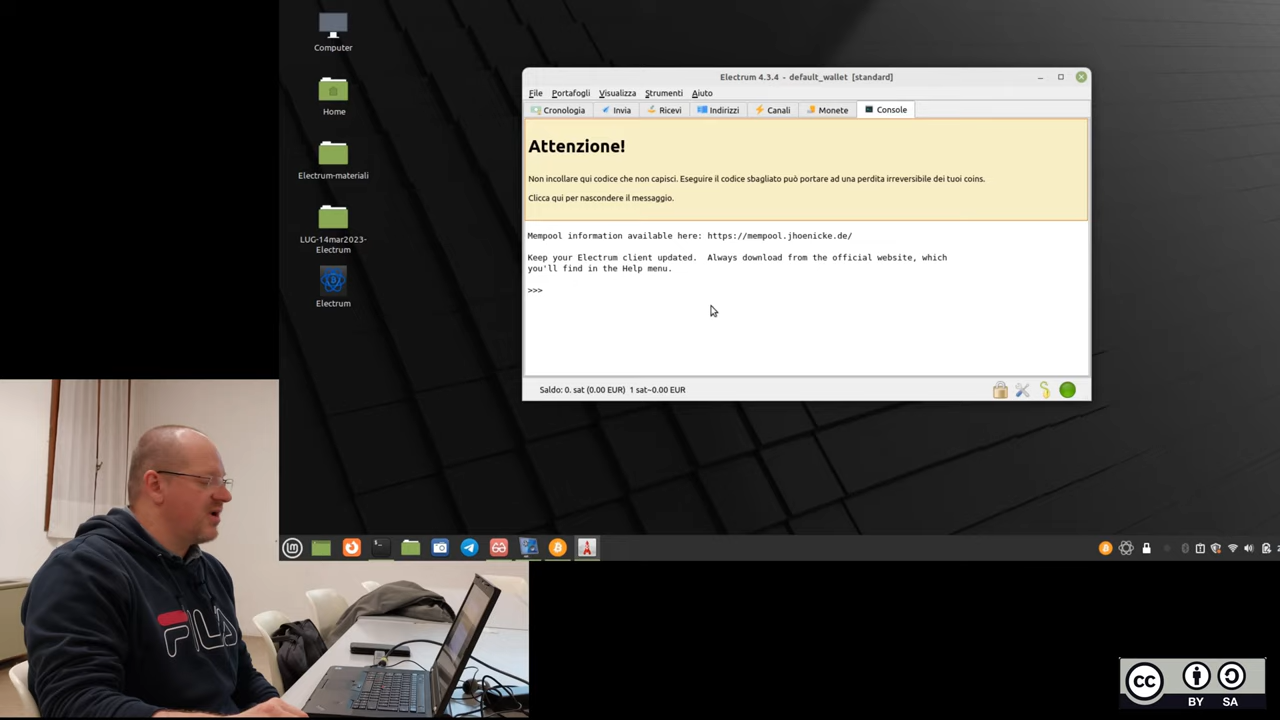 Computer
Home
Electrum-materiali
LUG-14mar2023-
Electrum
Electrum
Electrum 4.3.4 - default_wallet [standard]
File Portafogli Visualizza Strumenti Aiuto
Cronologia Invia Ricevi Indirizzi Canali Monete Console
Attenzione!
Non incollare qui codice che non capisci. Eseguire il codice sbagliato può portare ad una perdita irreversibile dei tuoi coins.
Clicca qui per nascondere il messaggio.
Mempool information available here: https://mempool.jhoenicke.de/
Keep your Electrum client updated. Always download from the official website, which
you'll find in the Help menu.
>>>
Saldo: 0. sat (0.00 EUR) 1 sat~0.00 EUR
FILA
CC
BY SA